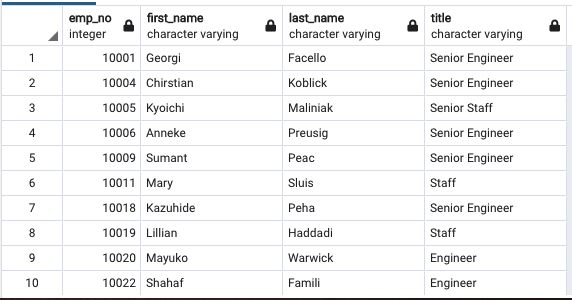 emp_no first_name last_name title
integer character varying character varying character varying
1 10001 Georgi Facello Senior Engineer
2 10004 Chirstian Koblick Senior Engineer
3 10005 Kyoichi Maliniak Senior Staff
4 10006 Anneke Preusig Senior Engineer
5 10009 Sumant Peac Senior Engineer
6 10011 Mary Sluis Staff
7 10018 Kazuhide Peha Senior Engineer
8 10019 Lillian Haddadi Staff
9 10020 Mayuko Warwick Engineer
10 10022 Shahaf Famili Engineer